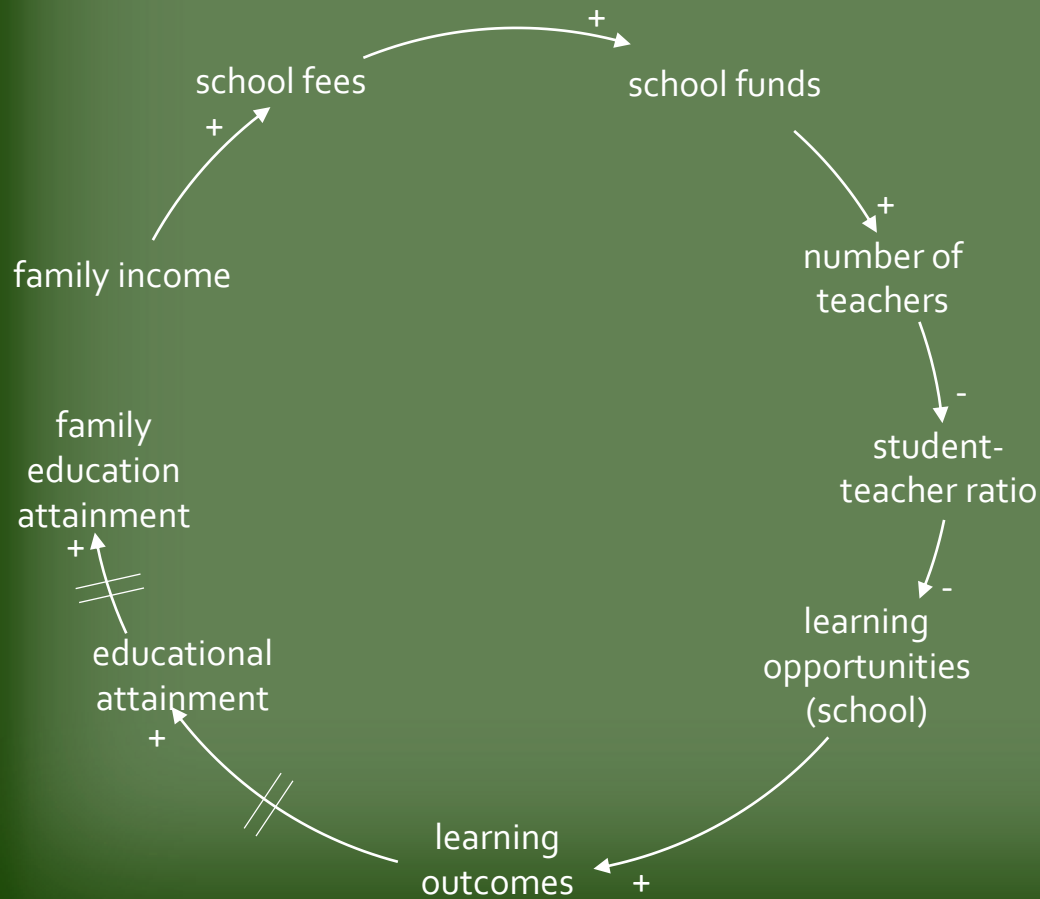 +
school fees
school funds
+
+
family income
number of
teachers
-
family
education
attainment
student-
teacher ratio
+
-
learning
opportunities
(school)
educational
attainment
+
learning
outcomes
+